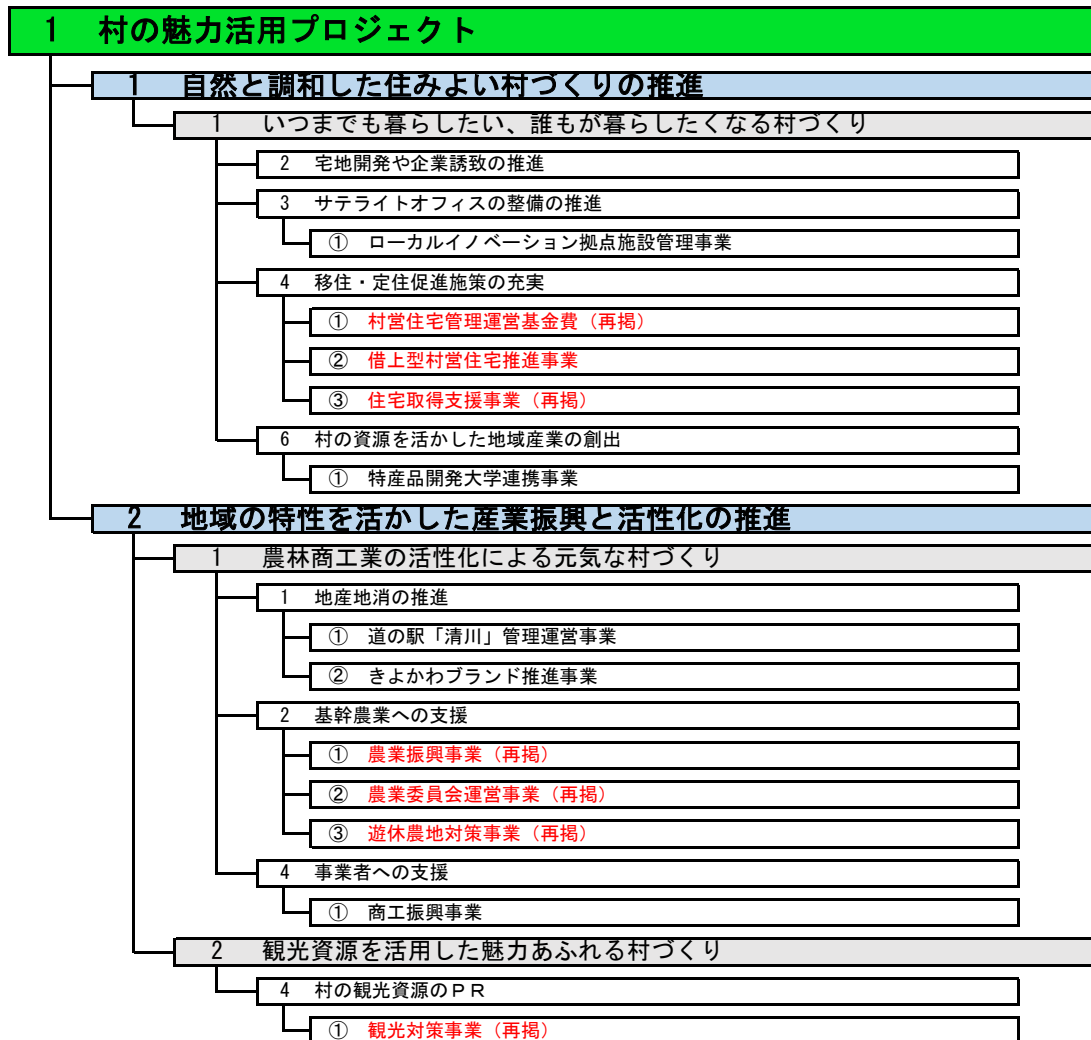 1 村の魅力活用プロジェクト
1 自然と調和した住みよい村づくりの推進
1 いつまでも暮らしたい、誰もが暮らしたくなる村づくり
2 宅地開発や企業誘致の推進
3 サテライトオフィスの整備の推進
① ローカルイノベーション拠点施設管理事業
4 移住・定住促進施策の充実
① 村営住宅管理運営基金費（再掲）
② 借上型村営住宅推進事業
③ 住宅取得支援事業（再掲）
6 村の資源を活かした地域産業の創出
① 特産品開発大学連携事業
2 地域の特性を活かした産業振興と活性化の推進
1 農林商工業の活性化による元気な村づくり
1 地産地消の推進
① 道の駅「清川」管理運営事業
② きよかわブランド推進事業
2 基幹農業への支援
① 農業振興事業（再掲）
② 農業委員会運営事業（再掲）
③ 遊休農地対策事業（再掲）
4 事業者への支援
① 商工振興事業
2 観光資源を活用した魅力あふれる村づくり
4 村の観光資源のＰＲ
① 観光対策事業（再掲）